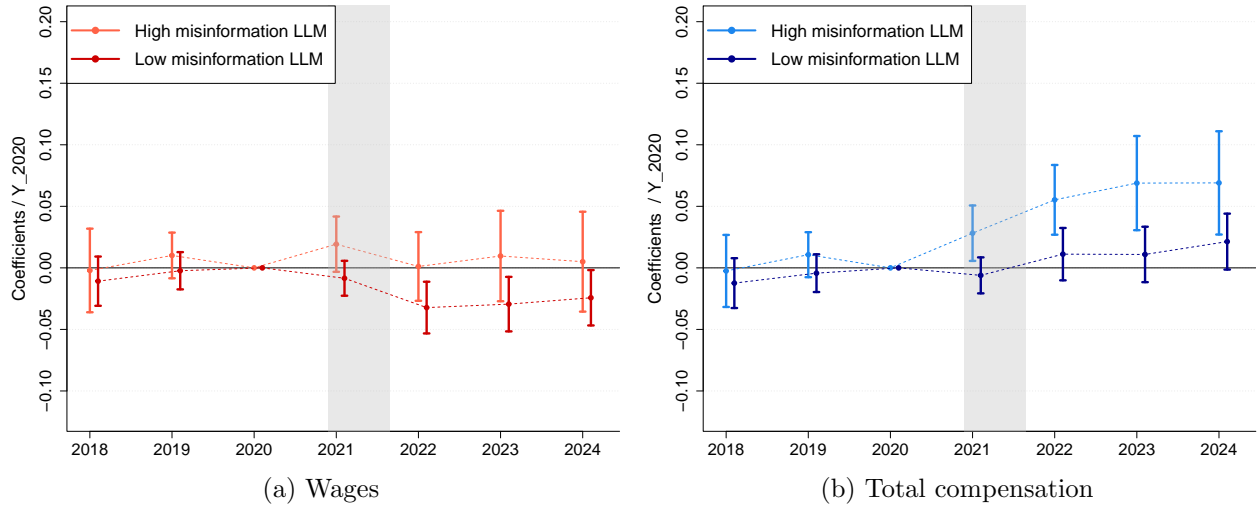 High misinformation LLM
Low misinformation LLM
Coefficients / Y_2020
0.20
0.15
0.10
0.05
0.00
−0.05
−0.10
2018 2019 2020 2021 2022 2023 2024
(a) Wages
High misinformation LLM
Low misinformation LLM
Coefficients / Y_2020
0.20
0.15
0.10
0.05
0.00
−0.05
−0.10
2018 2019 2020 2021 2022 2023 2024
(b) Total compensation